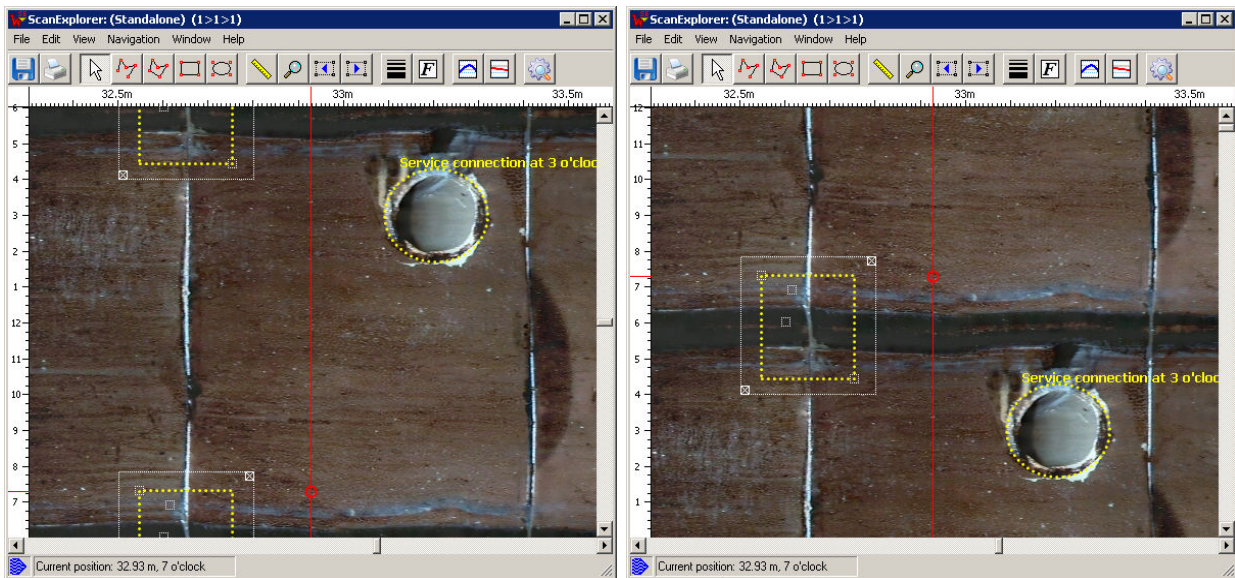 ScanExplorer: (Standalone) (1>1>1)
File Edit View Navigation Window Help
F
32.5m 33m 33.5m
6
5
4
3
2
1
12
11
10
9
8
7
Service connection at 3 o'cloc
Current position: 32.93 m, 7 o'clock
ScanExplorer: (Standalone) (1>1>1)
File Edit View Navigation Window Help
F
32.5m 33m 33.5m
12
11
10
9
8
7
6
5
4
3
2
1
Service connection at 3 o'cloc
Current position: 32.93 m, 7 o'clock